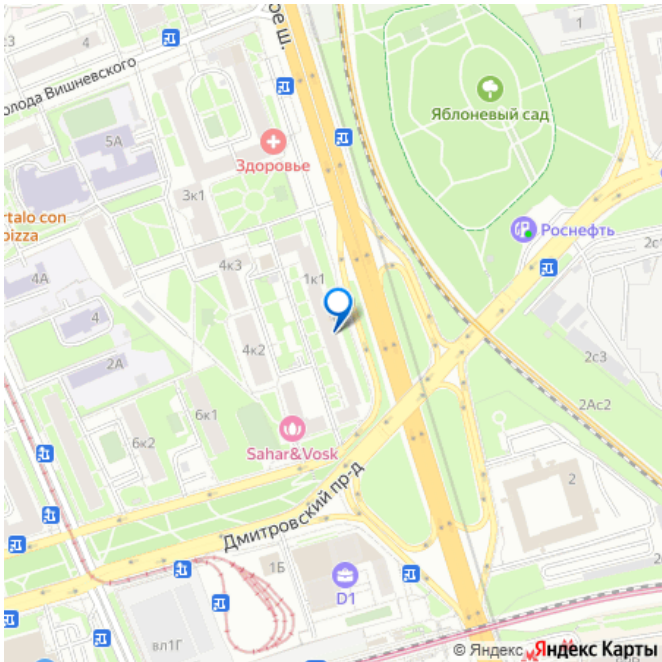 ое ш.
с3
4
1
олода Вишневского
Яблоневый сад
5А
Здоровье
3к1
rtalo con
pizza
Роснефть
4к3
1к1
4А
4
4к2
2с3
2А
2Ас2
6к1
6к2
Sahar&Vosk
2
Дмитровский пр-д
1Б
D1
вл1Г
© Яндекс Яндекс Карты